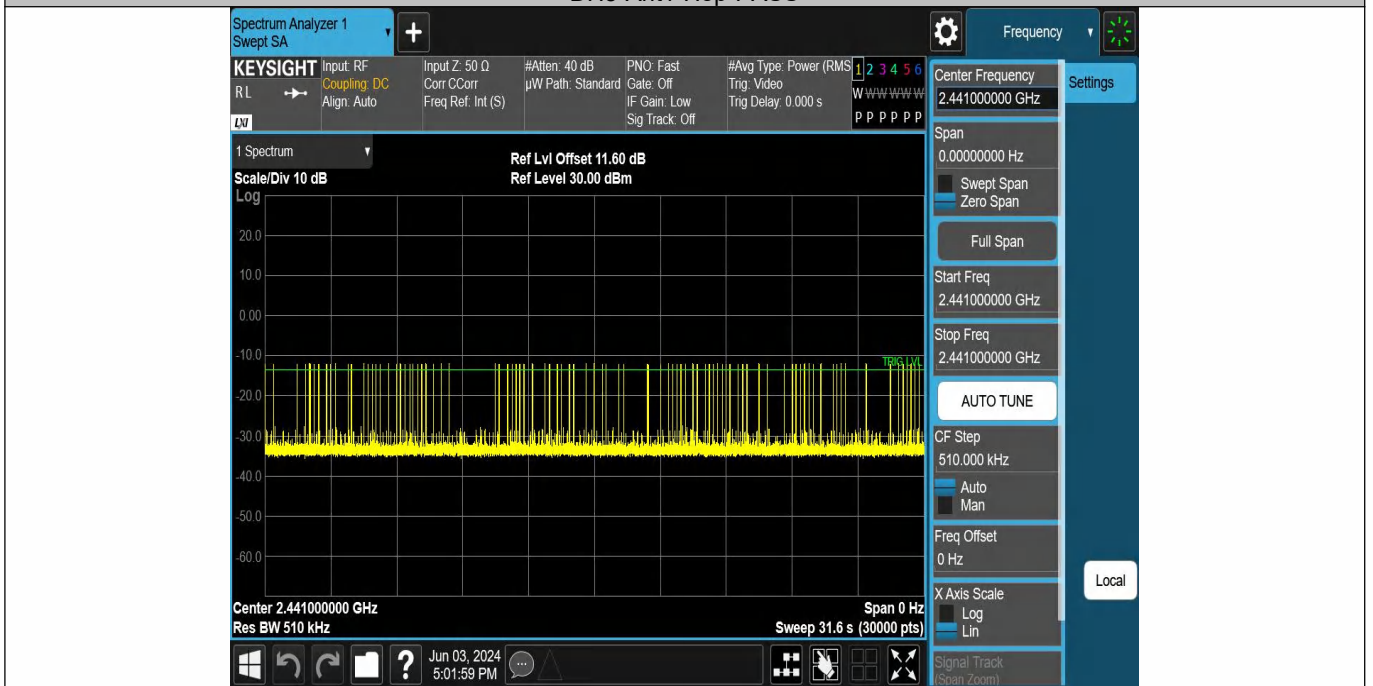 Spectrum Analyzer 1
Swept SA
Frequency
KEYSIGHT
RL
LXI
Input: RF
Coupling: DC
Align: Auto
Input Z: 50 Ω
Corr CCorr
Freq Ref: Int (S)
#Atten: 40 dB
µW Path: Standard
PNO: Fast
Gate: Off
IF Gain: Low
Sig Track: Off
#Avg Type: Power (RMS
Trig: Video
Trig Delay: 0.000 s
1 2 3 4 5 6
W W W W W W
P P P P P P
Center Frequency
2.441000000 GHz
Settings
Span
0.00000000 Hz
Swept Span
Zero Span
Full Span
Start Freq
2.441000000 GHz
Stop Freq
2.441000000 GHz
AUTO TUNE
CF Step
510.000 kHz
Auto
Man
Freq Offset
0 Hz
X Axis Scale
Log
Lin
Signal Track
(Span Zoom)
Local
1 Spectrum
Scale/Div 10 dB
Ref Lvl Offset 11.60 dB
Ref Level 30.00 dBm
Log
20.0
10.0
0.00
-10.0
TRIG LVL
-20.0
-30.0
-40.0
-50.0
-60.0
Center 2.441000000 GHz
Span 0 Hz
Res BW 510 kHz
Sweep 31.6 s (30000 pts)
?
Jun 03, 2024
5:01:59 PM